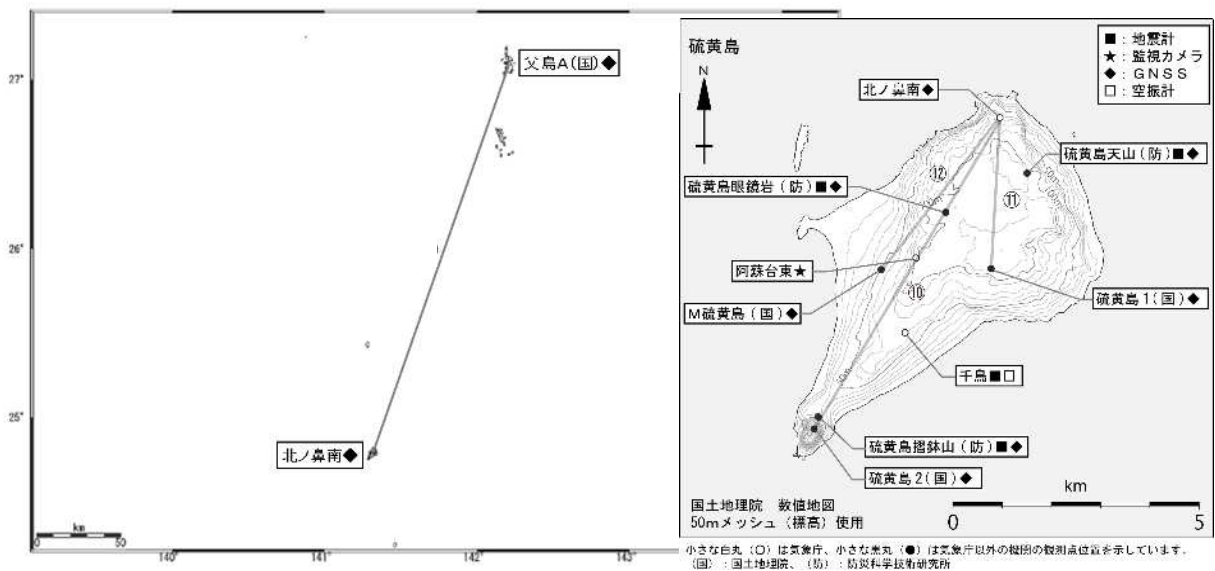 27°
26°
25°
140°
141°
142°
143°
父島A(国)◆
北ノ鼻南◆
km
0 50
硫黄島
N
■：地震計
★：監視カメラ
◆：GNSS
□：空振計
北ノ鼻南◆
硫黄島天山(防)■◆
硫黄島眼鏡岩(防)■◆
⑫
⑪
阿蘇台東★
⑩
M硫黄島(国)◆
硫黄島1(国)◆
千鳥■□
硫黄島摺鉢山(防)■◆
硫黄島2(国)◆
km
0 5
国土地理院　数値地図
50mメッシュ(標高)使用
小さな白丸（○）は気象庁、小さな黒丸（●）は気象庁以外の機関の観測点位置を示しています。
（国）：国土地理院、（防）：防災科学技術研究所